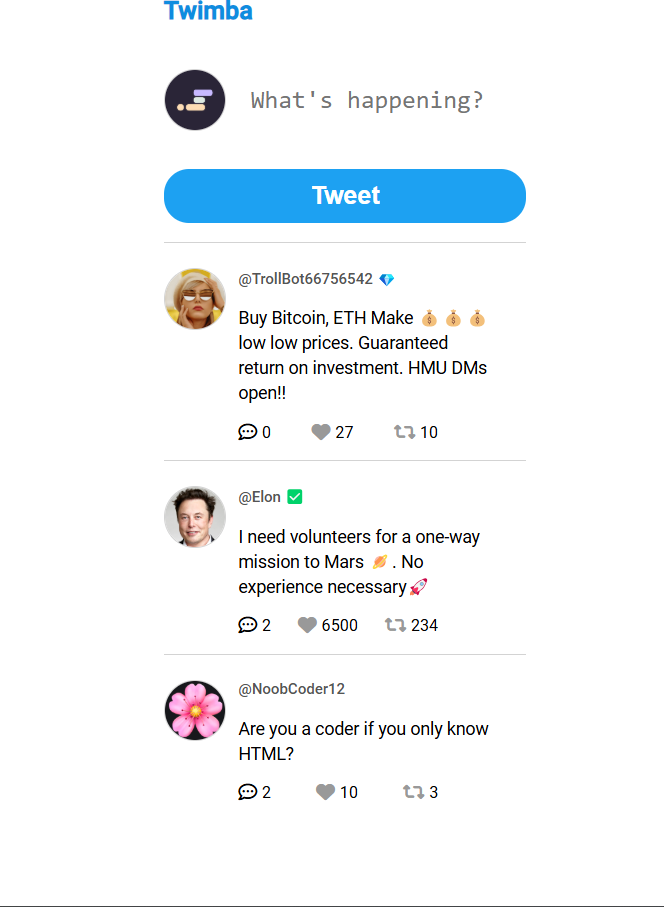 Twimba
What's happening?
Tweet
@TrollBot66756542 💎
Buy Bitcoin, ETH Make 💰 💰 💰
low low prices. Guaranteed
return on investment. HMU DMs
open!!
0 27 10
@Elon ✅
I need volunteers for a one-way
mission to Mars 🪐 . No
experience necessary🚀
2 6500 234
@NoobCoder12
Are you a coder if you only know
HTML?
2 10 3